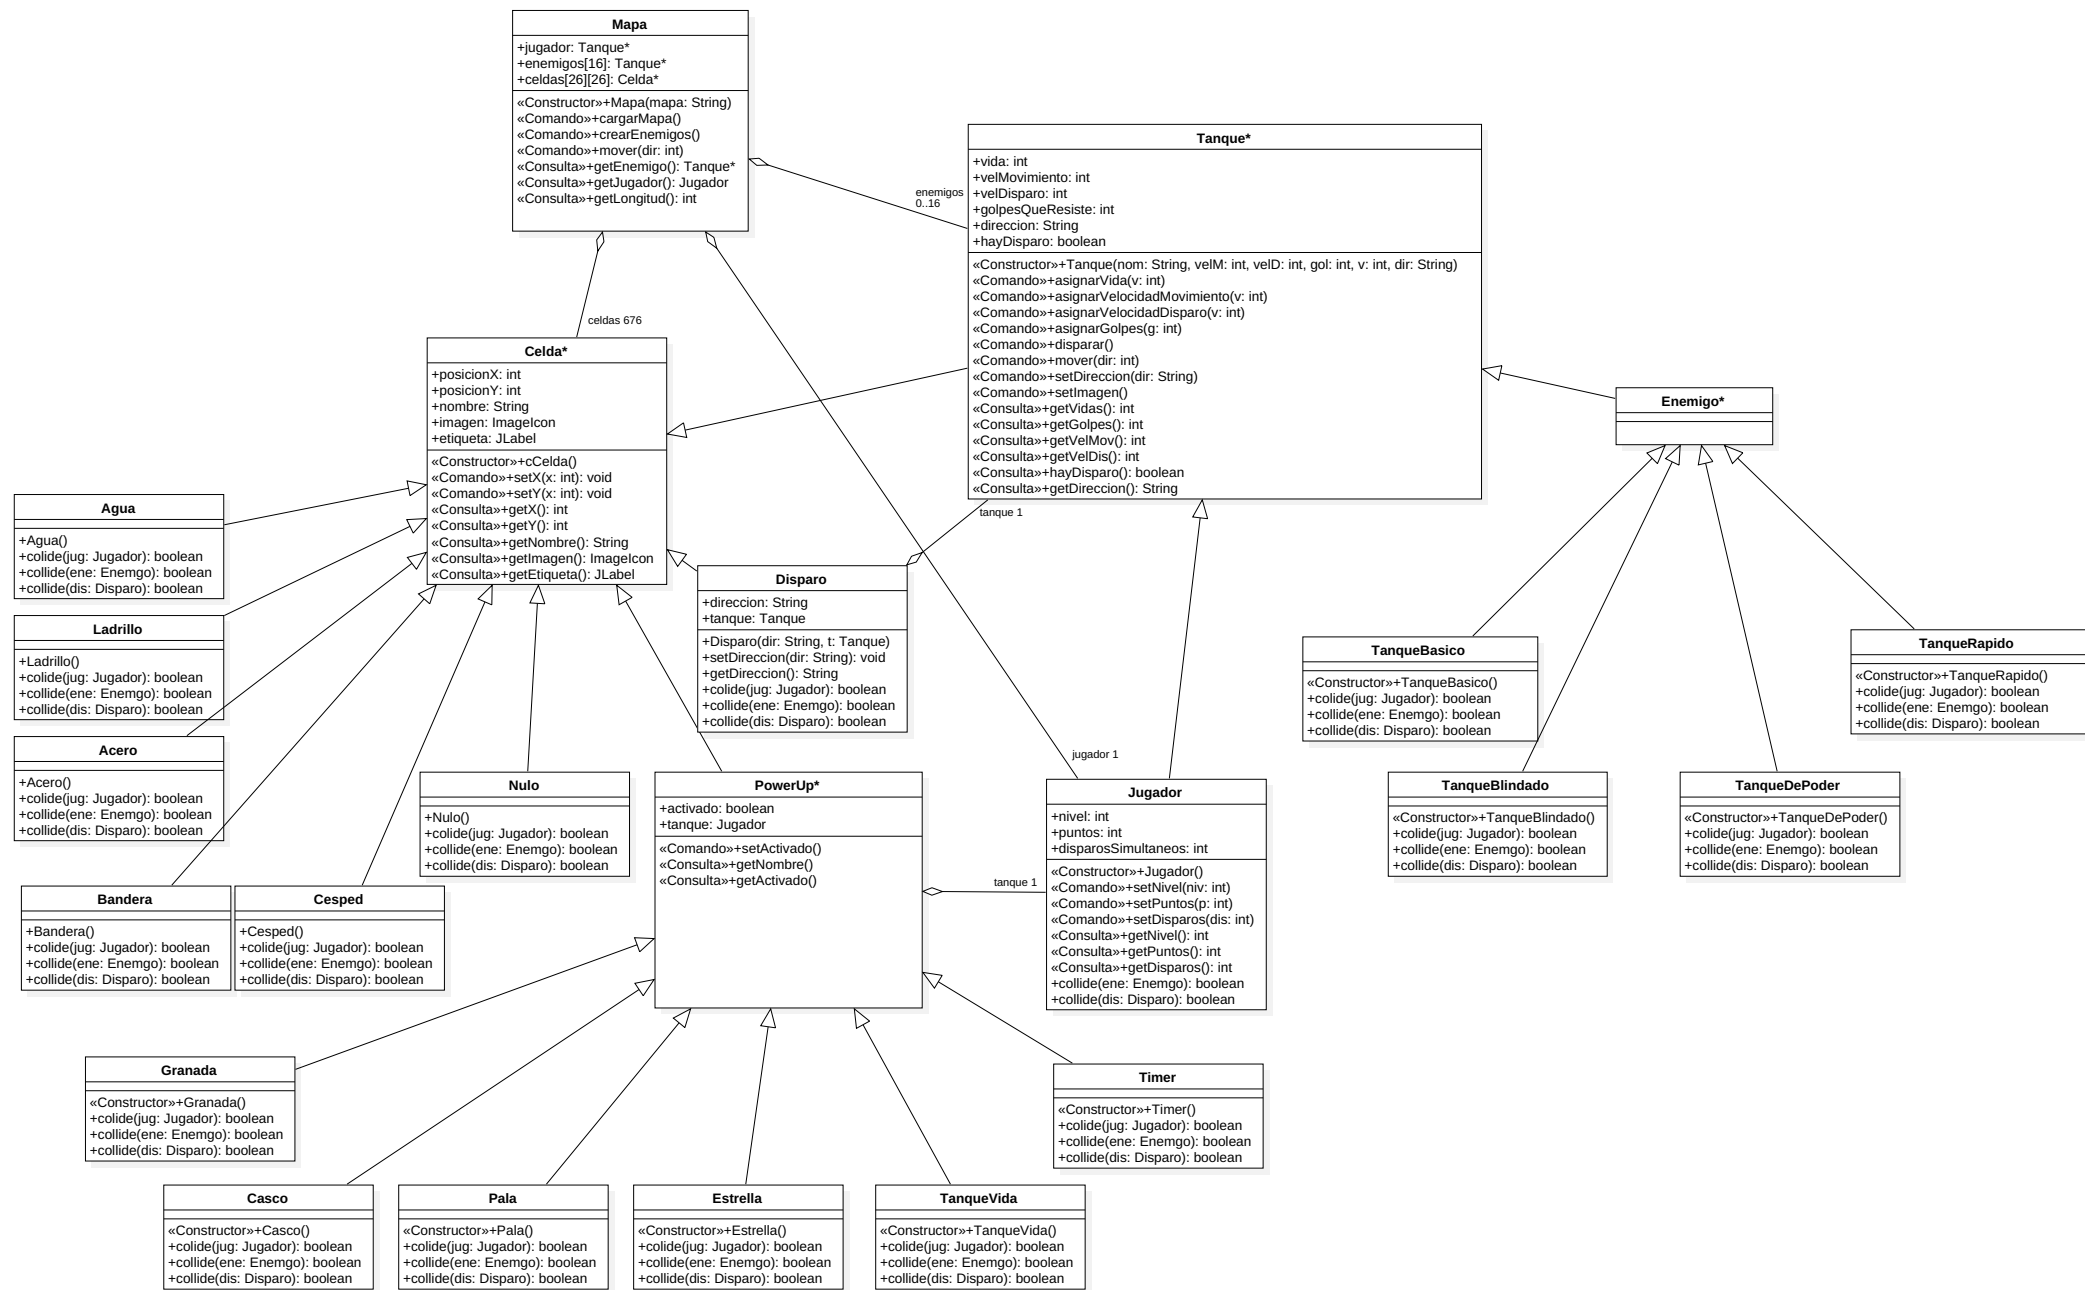 Mapa
+jugador: Tanque*
+enemigos[16]: Tanque*
+celdas[26][26]: Celda*
«Constructor»+Mapa(mapa: String)
«Comando»+cargarMapa()
«Comando»+crearEnemigos()
«Comando»+mover(dir: int)
«Consulta»+getEnemigo(): Tanque*
«Consulta»+getJugador(): Jugador
«Consulta»+getLongitud(): int
enemigos
0..16
celdas 676
Tanque*
+vida: int
+velMovimiento: int
+velDisparo: int
+golpesQueResiste: int
+direccion: String
+hayDisparo: boolean
«Constructor»+Tanque(nom: String, velM: int, velD: int, gol: int, v: int, dir: String)
«Comando»+asignarVida(v: int)
«Comando»+asignarVelocidadMovimiento(v: int)
«Comando»+asignarVelocidadDisparo(v: int)
«Comando»+asignarGolpes(g: int)
«Comando»+disparar()
«Comando»+mover(dir: int)
«Comando»+setDireccion(dir: String)
«Comando»+setImagen()
«Consulta»+getVidas(): int
«Consulta»+getGolpes(): int
«Consulta»+getVelMov(): int
«Consulta»+getVelDis(): int
«Consulta»+hayDisparo(): boolean
«Consulta»+getDireccion(): String
tanque 1
Celda*
+posicionX: int
+posicionY: int
+nombre: String
+imagen: ImageIcon
+etiqueta: JLabel
«Constructor»+cCelda()
«Comando»+setX(x: int): void
«Comando»+setY(x: int): void
«Consulta»+getX(): int
«Consulta»+getY(): int
«Consulta»+getNombre(): String
«Consulta»+getImagen(): ImageIcon
«Consulta»+getEtiqueta(): JLabel
Enemigo*
Agua
+Agua()
+colide(jug: Jugador): boolean
+collide(ene: Enemgo): boolean
+collide(dis: Disparo): boolean
Ladrillo
+Ladrillo()
+colide(jug: Jugador): boolean
+collide(ene: Enemgo): boolean
+collide(dis: Disparo): boolean
Acero
+Acero()
+colide(jug: Jugador): boolean
+collide(ene: Enemgo): boolean
+collide(dis: Disparo): boolean
Disparo
+direccion: String
+tanque: Tanque
+Disparo(dir: String, t: Tanque)
+setDireccion(dir: String): void
+getDireccion(): String
+colide(jug: Jugador): boolean
+collide(ene: Enemgo): boolean
+collide(dis: Disparo): boolean
TanqueBasico
«Constructor»+TanqueBasico()
+colide(jug: Jugador): boolean
+collide(ene: Enemgo): boolean
+collide(dis: Disparo): boolean
TanqueRapido
«Constructor»+TanqueRapido()
+colide(jug: Jugador): boolean
+collide(ene: Enemgo): boolean
+collide(dis: Disparo): boolean
TanqueBlindado
«Constructor»+TanqueBlindado()
+colide(jug: Jugador): boolean
+collide(ene: Enemgo): boolean
+collide(dis: Disparo): boolean
TanqueDePoder
«Constructor»+TanqueDePoder()
+colide(jug: Jugador): boolean
+collide(ene: Enemgo): boolean
+collide(dis: Disparo): boolean
Nulo
+Nulo()
+colide(jug: Jugador): boolean
+collide(ene: Enemgo): boolean
+collide(dis: Disparo): boolean
PowerUp*
+activado: boolean
+tanque: Jugador
«Comando»+setActivado()
«Consulta»+getNombre()
«Consulta»+getActivado()
jugador 1
tanque 1
Jugador
+nivel: int
+puntos: int
+disparosSimultaneos: int
«Constructor»+Jugador()
«Comando»+setNivel(niv: int)
«Comando»+setPuntos(p: int)
«Comando»+setDisparos(dis: int)
«Consulta»+getNivel(): int
«Consulta»+getPuntos(): int
«Consulta»+getDisparos(): int
+collide(ene: Enemgo): boolean
+collide(dis: Disparo): boolean
Bandera
+Bandera()
+colide(jug: Jugador): boolean
+collide(ene: Enemgo): boolean
+collide(dis: Disparo): boolean
Cesped
+Cesped()
+colide(jug: Jugador): boolean
+collide(ene: Enemgo): boolean
+collide(dis: Disparo): boolean
Granada
«Constructor»+Granada()
+colide(jug: Jugador): boolean
+collide(ene: Enemgo): boolean
+collide(dis: Disparo): boolean
Timer
«Constructor»+Timer()
+colide(jug: Jugador): boolean
+collide(ene: Enemgo): boolean
+collide(dis: Disparo): boolean
Casco
«Constructor»+Casco()
+colide(jug: Jugador): boolean
+collide(ene: Enemgo): boolean
+collide(dis: Disparo): boolean
Pala
«Constructor»+Pala()
+colide(jug: Jugador): boolean
+collide(ene: Enemgo): boolean
+collide(dis: Disparo): boolean
Estrella
«Constructor»+Estrella()
+colide(jug: Jugador): boolean
+collide(ene: Enemgo): boolean
+collide(dis: Disparo): boolean
TanqueVida
«Constructor»+TanqueVida()
+colide(jug: Jugador): boolean
+collide(ene: Enemgo): boolean
+collide(dis: Disparo): boolean